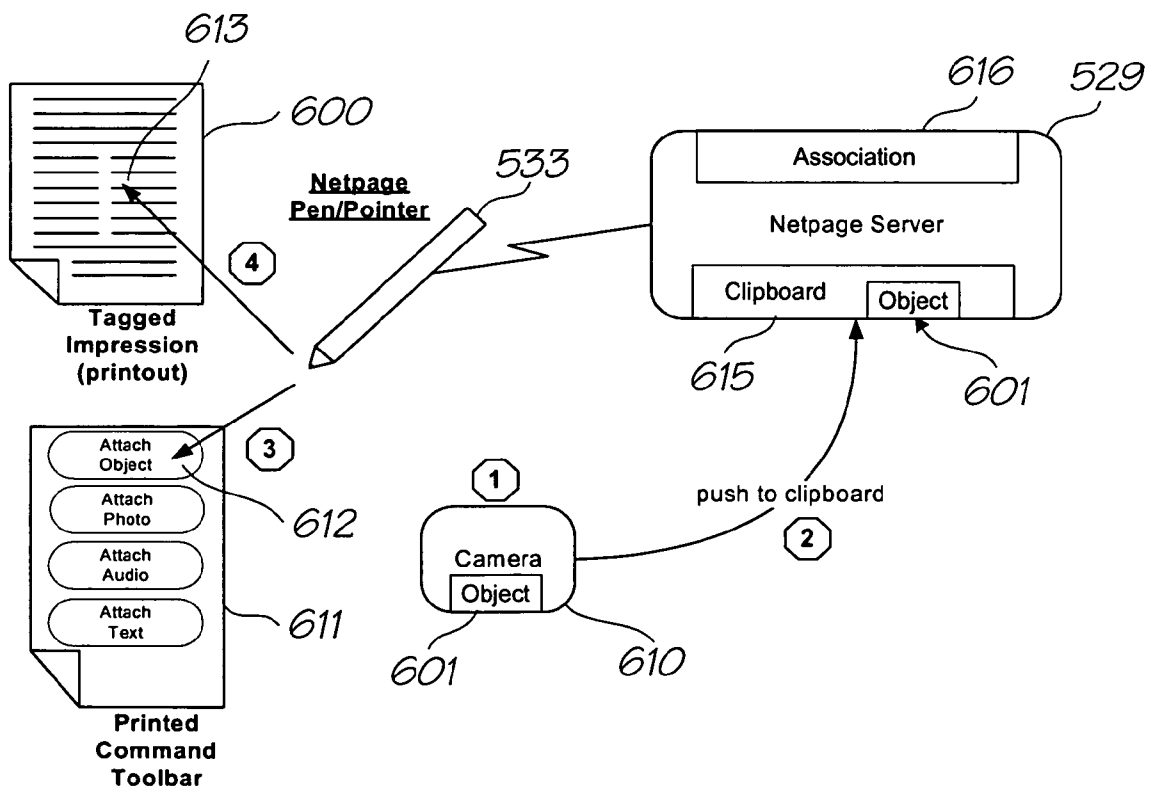 613
600
Netpage
Pen/Pointer
533
616
529
Association
Netpage Server
Clipboard
Object
615
601
4
Tagged
Impression
(printout)
3
Attach
Object
Attach
Photo
Attach
Audio
Attach
Text
612
611
Printed
Command
Toolbar
1
push to clipboard
2
Camera
Object
601
610